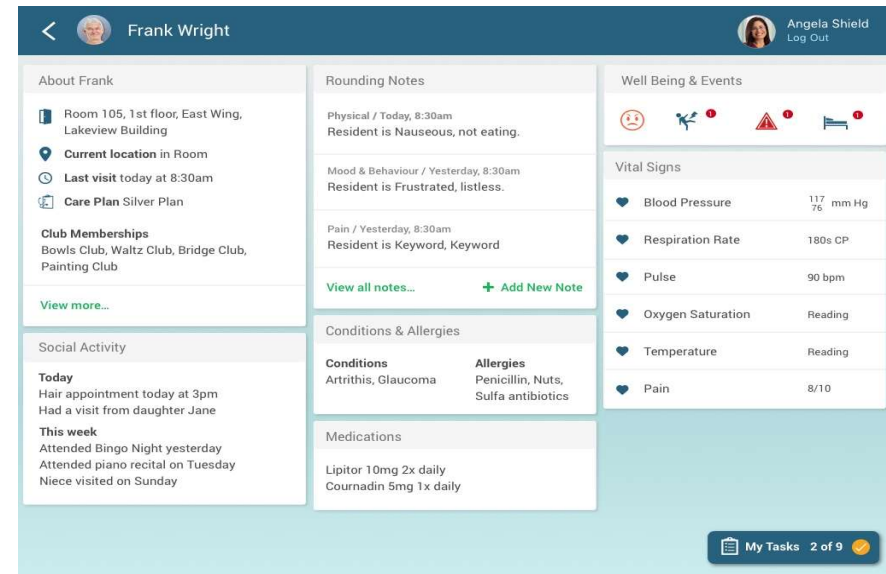 Frank Wright
Angela Shield
Log Out
About Frank
Room 105, 1st floor, East Wing,
Lakeview Building
Current location in Room
Last visit today at 8:30am
Care Plan Silver Plan
Club Memberships
Bowls Club, Waltz Club, Bridge Club,
Painting Club
View more...
Social Activity
Today
Hair appointment today at 3pm
Had a visit from daughter Jane
This week
Attended Bingo Night yesterday
Attended piano recital on Tuesday
Niece visited on Sunday
Rounding Notes
Physical / Today, 8:30am
Resident is Nauseous, not eating.
Mood & Behaviour / Yesterday, 8:30am
Resident is Frustrated, listless.
Pain / Yesterday, 8:30am
Resident is Keyword, Keyword
View all notes... + Add New Note
Conditions & Allergies
Conditions
Artrithis, Glaucoma
Allergies
Penicillin, Nuts,
Sulfa antibiotics
Medications
Lipitor 10mg 2x daily
Cournadin 5mg 1x daily
Well Being & Events
1 1 1
Vital Signs
Blood Pressure 117/76 mm Hg
Respiration Rate 180s CP
Pulse 90 bpm
Oxygen Saturation Reading
Temperature Reading
Pain 8/10
My Tasks 2 of 9